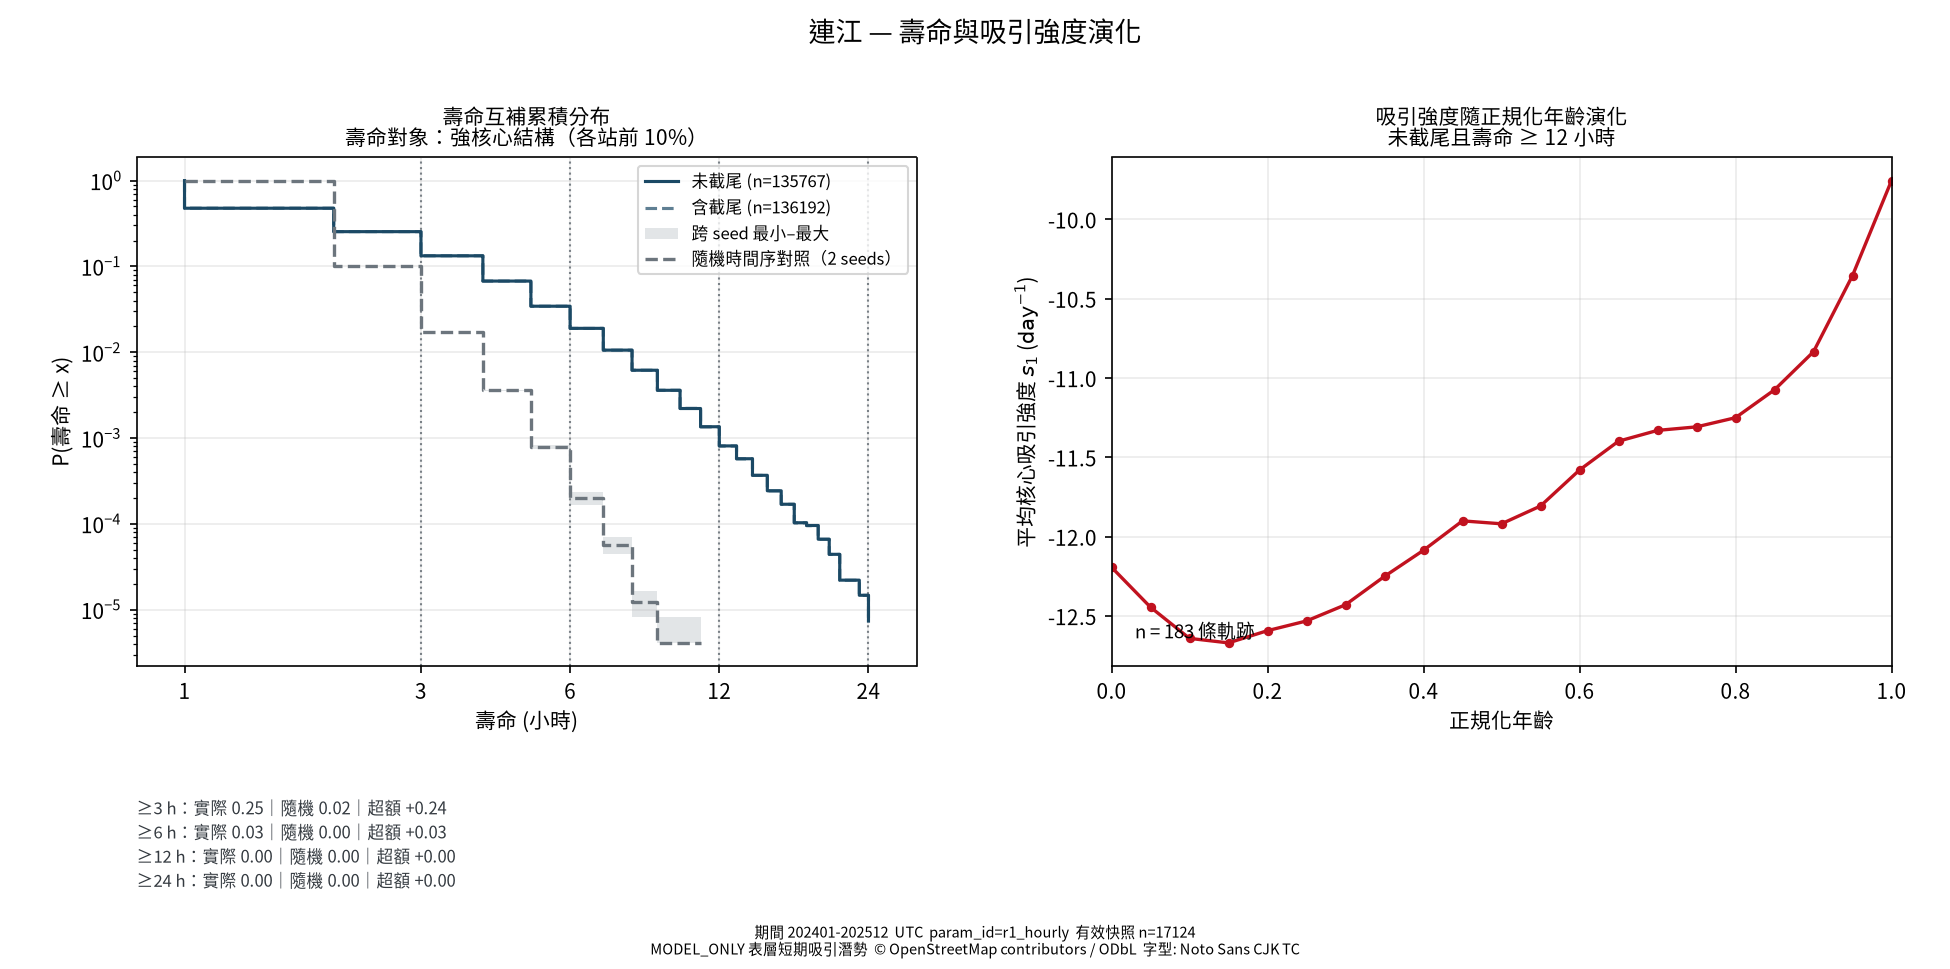 連江 — 壽命與吸引強度演化
壽命互補累積分布
壽命對象：強核心結構（各站前 10%）
P(壽命 ≥ x)
10⁰
10⁻¹
10⁻²
10⁻³
10⁻⁴
10⁻⁵
未截尾 (n=135767)
含截尾 (n=136192)
跨 seed 最小–最大
隨機時間序對照（2 seeds）
1
3
6
12
24
壽命 (小時)
吸引強度隨正規化年齡演化
未截尾且壽命 ≥ 12 小時
平均核心吸引強度 s₁ (day⁻¹)
-10.0
-10.5
-11.0
-11.5
-12.0
-12.5
n = 183 條軌跡
0.0
0.2
0.4
0.6
0.8
1.0
正規化年齡
≥3 h：實際 0.25｜隨機 0.02｜超額 +0.24
≥6 h：實際 0.03｜隨機 0.00｜超額 +0.03
≥12 h：實際 0.00｜隨機 0.00｜超額 +0.00
≥24 h：實際 0.00｜隨機 0.00｜超額 +0.00
期間 202401-202512 UTC param_id=r1_hourly 有效快照 n=17124
MODEL_ONLY 表層短期吸引潛勢 © OpenStreetMap contributors / ODbL 字型: Noto Sans CJK TC